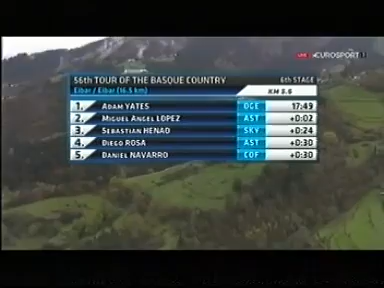 LIVE EUROSPORT 1
56th TOUR OF THE BASQUE COUNTRY 6th STAGE
Eibar / Eibar (16.5 km) KM 5.6
1. ADAM YATES OGE 17:49
2. MIGUEL ANGEL LOPEZ AST +0:02
3. SEBASTIAN HENAO SKY +0:24
4. DIEGO ROSA AST +0:30
5. DANIEL NAVARRO COF +0:30